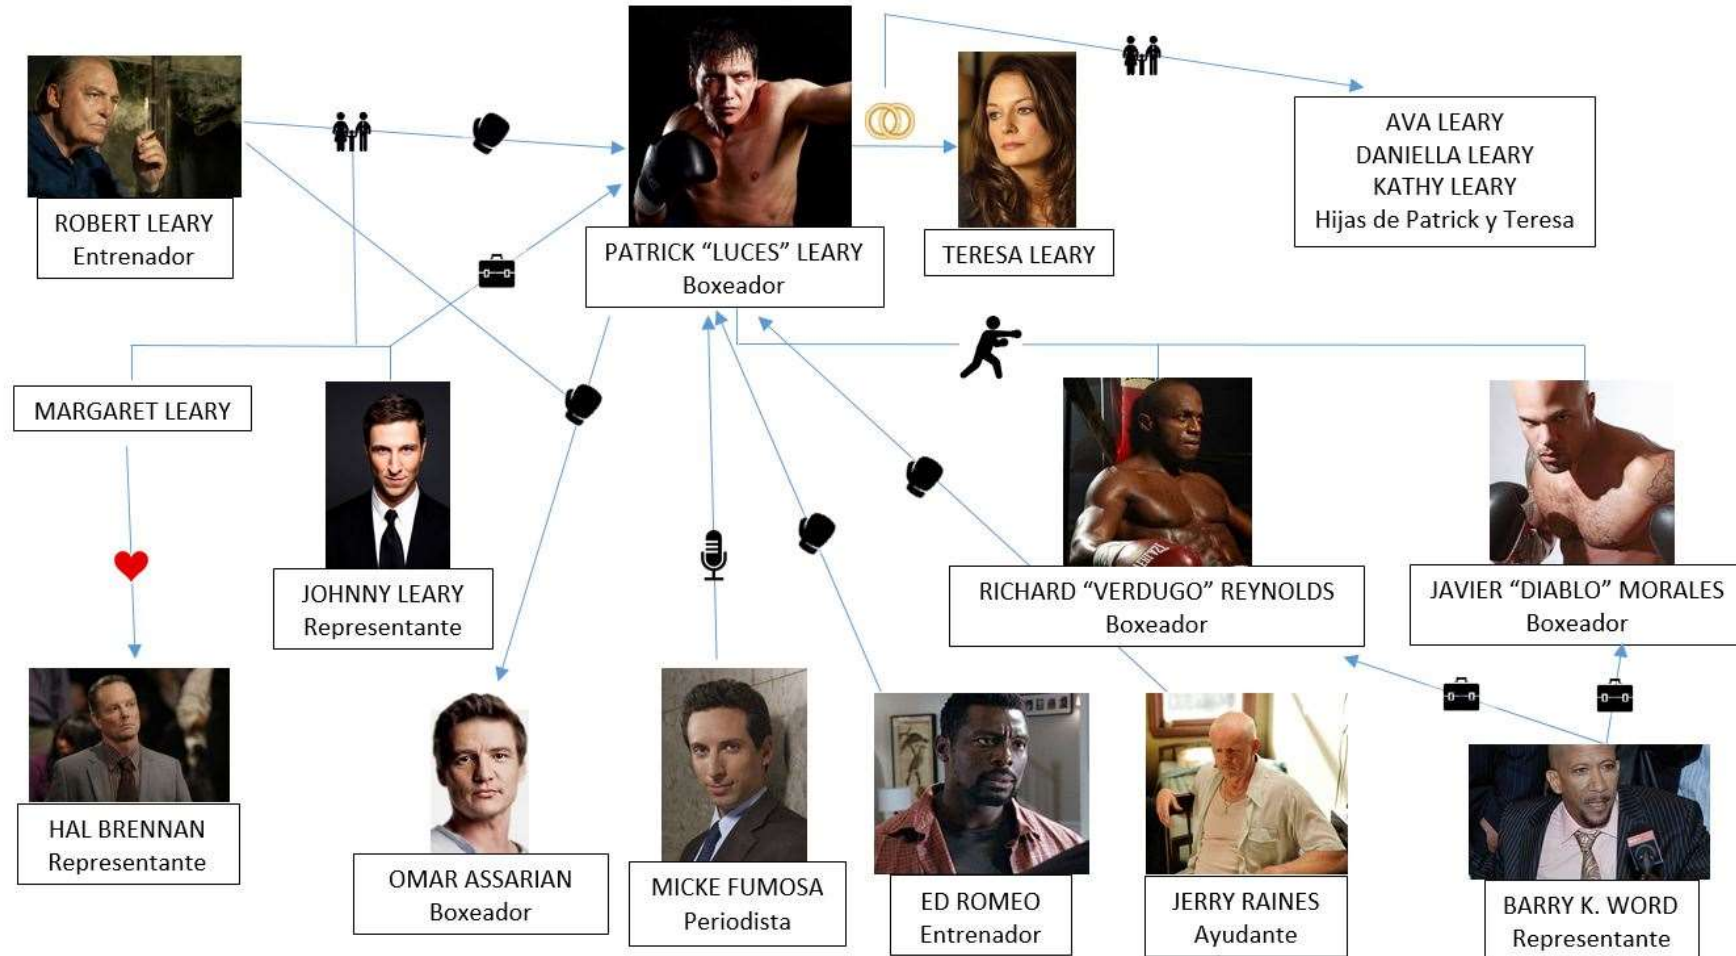 ROBERT LEARY
Entrenador
PATRICK “LUCES” LEARY
Boxeador
TERESA LEARY
AVA LEARY
DANIELLA LEARY
KATHY LEARY
Hijas de Patrick y Teresa
MARGARET LEARY
JOHNNY LEARY
Representante
RICHARD “VERDUGO” REYNOLDS
Boxeador
JAVIER “DIABLO” MORALES
Boxeador
HAL BRENNAN
Representante
OMAR ASSARIAN
Boxeador
MICKE FUMOSA
Periodista
ED ROMEO
Entrenador
JERRY RAINES
Ayudante
BARRY K. WORD
Representante